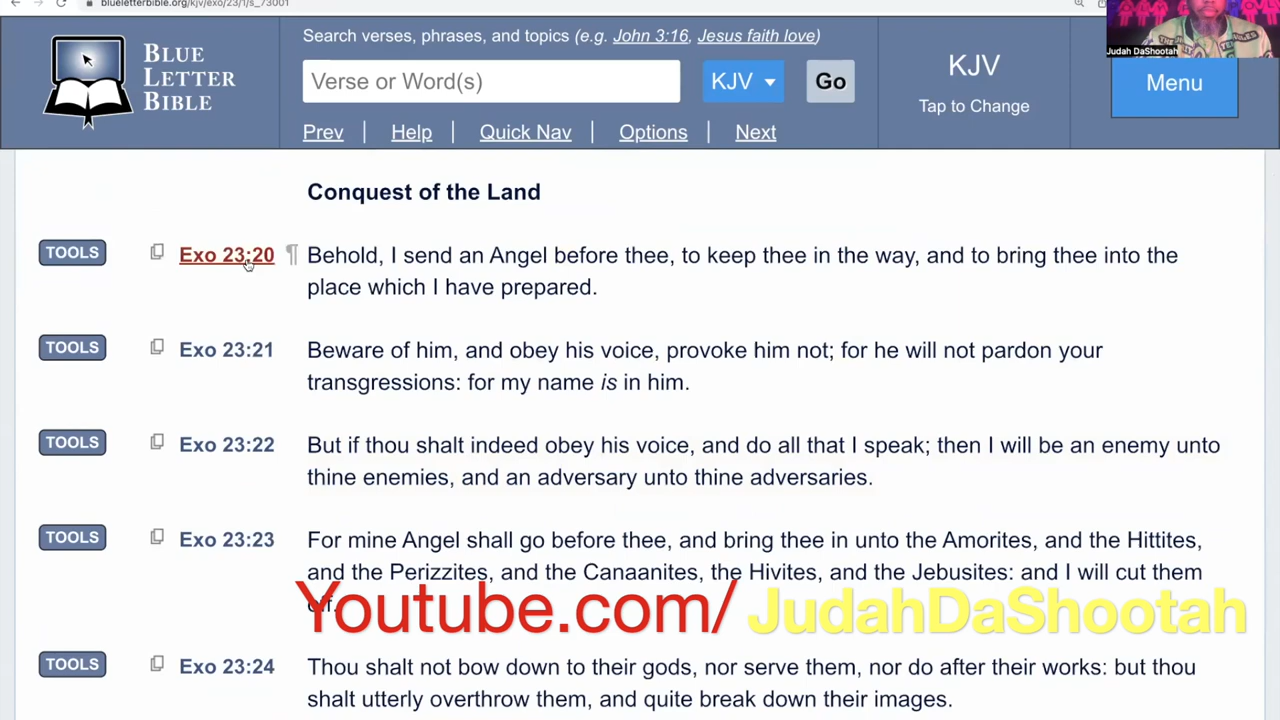 blueletterbible.org/kjv/exo/23/1/s_73001
Judah DaShootah
BLUE
LETTER
BIBLE
Search verses, phrases, and topics (e.g. John 3:16, Jesus faith love)
Verse or Word(s)
KJV
Go
Prev | Help | Quick Nav | Options | Next
KJV
Tap to Change
Menu
Conquest of the Land
TOOLS Exo 23:20 ¶ Behold, I send an Angel before thee, to keep thee in the way, and to bring thee into the
place which I have prepared.
TOOLS Exo 23:21 Beware of him, and obey his voice, provoke him not; for he will not pardon your
transgressions: for my name is in him.
TOOLS Exo 23:22 But if thou shalt indeed obey his voice, and do all that I speak; then I will be an enemy unto
thine enemies, and an adversary unto thine adversaries.
TOOLS Exo 23:23 For mine Angel shall go before thee, and bring thee in unto the Amorites, and the Hittites,
and the Perizzites, and the Canaanites, the Hivites, and the Jebusites: and I will cut them
off.
Youtube.com/ JudahDaShootah
TOOLS Exo 23:24 Thou shalt not bow down to their gods, nor serve them, nor do after their works: but thou
shalt utterly overthrow them, and quite break down their images.